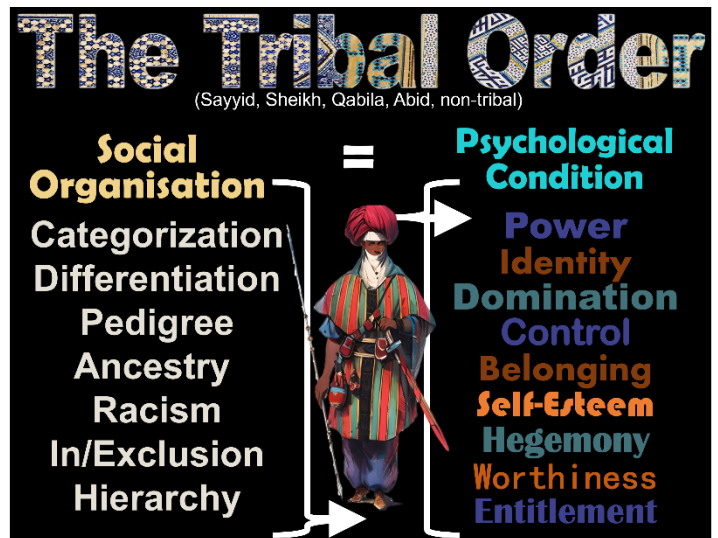 The Tribal Order
(Sayyid, Sheikh, Qabila, Abid, non-tribal)
Social
Organisation
Categorization
Differentiation
Pedigree
Ancestry
Racism
In/Exclusion
Hierarchy
=
Psychological
Condition
Power
Identity
Domination
Control
Belonging
Self-Esteem
Hegemony
Worthiness
Entitlement